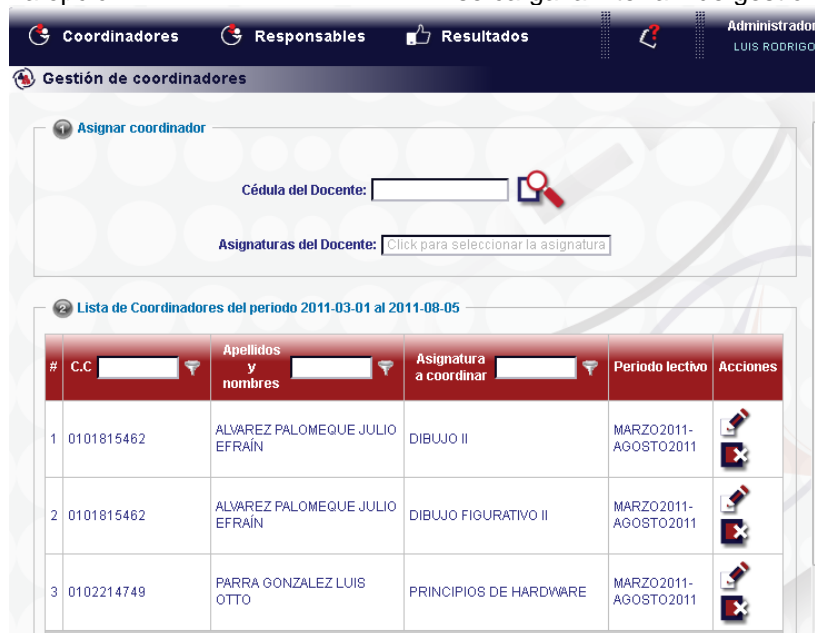 Coordinadores Responsables Resultados Administrador
LUIS RODRIGO
Gestión de coordinadores
1 Asignar coordinador
Cédula del Docente:
Asignaturas del Docente: Click para seleccionar la asignatura
2 Lista de Coordinadores del periodo 2011-03-01 al 2011-08-05
# C.C Apellidos y nombres Asignatura a coordinar Periodo lectivo Acciones
1 0101815462 ALVAREZ PALOMEQUE JULIO EFRAÍN DIBUJO II MARZO2011-AGOSTO2011
2 0101815462 ALVAREZ PALOMEQUE JULIO EFRAÍN DIBUJO FIGURATIVO II MARZO2011-AGOSTO2011
3 0102214749 PARRA GONZALEZ LUIS OTTO PRINCIPIOS DE HARDWARE MARZO2011-AGOSTO2011